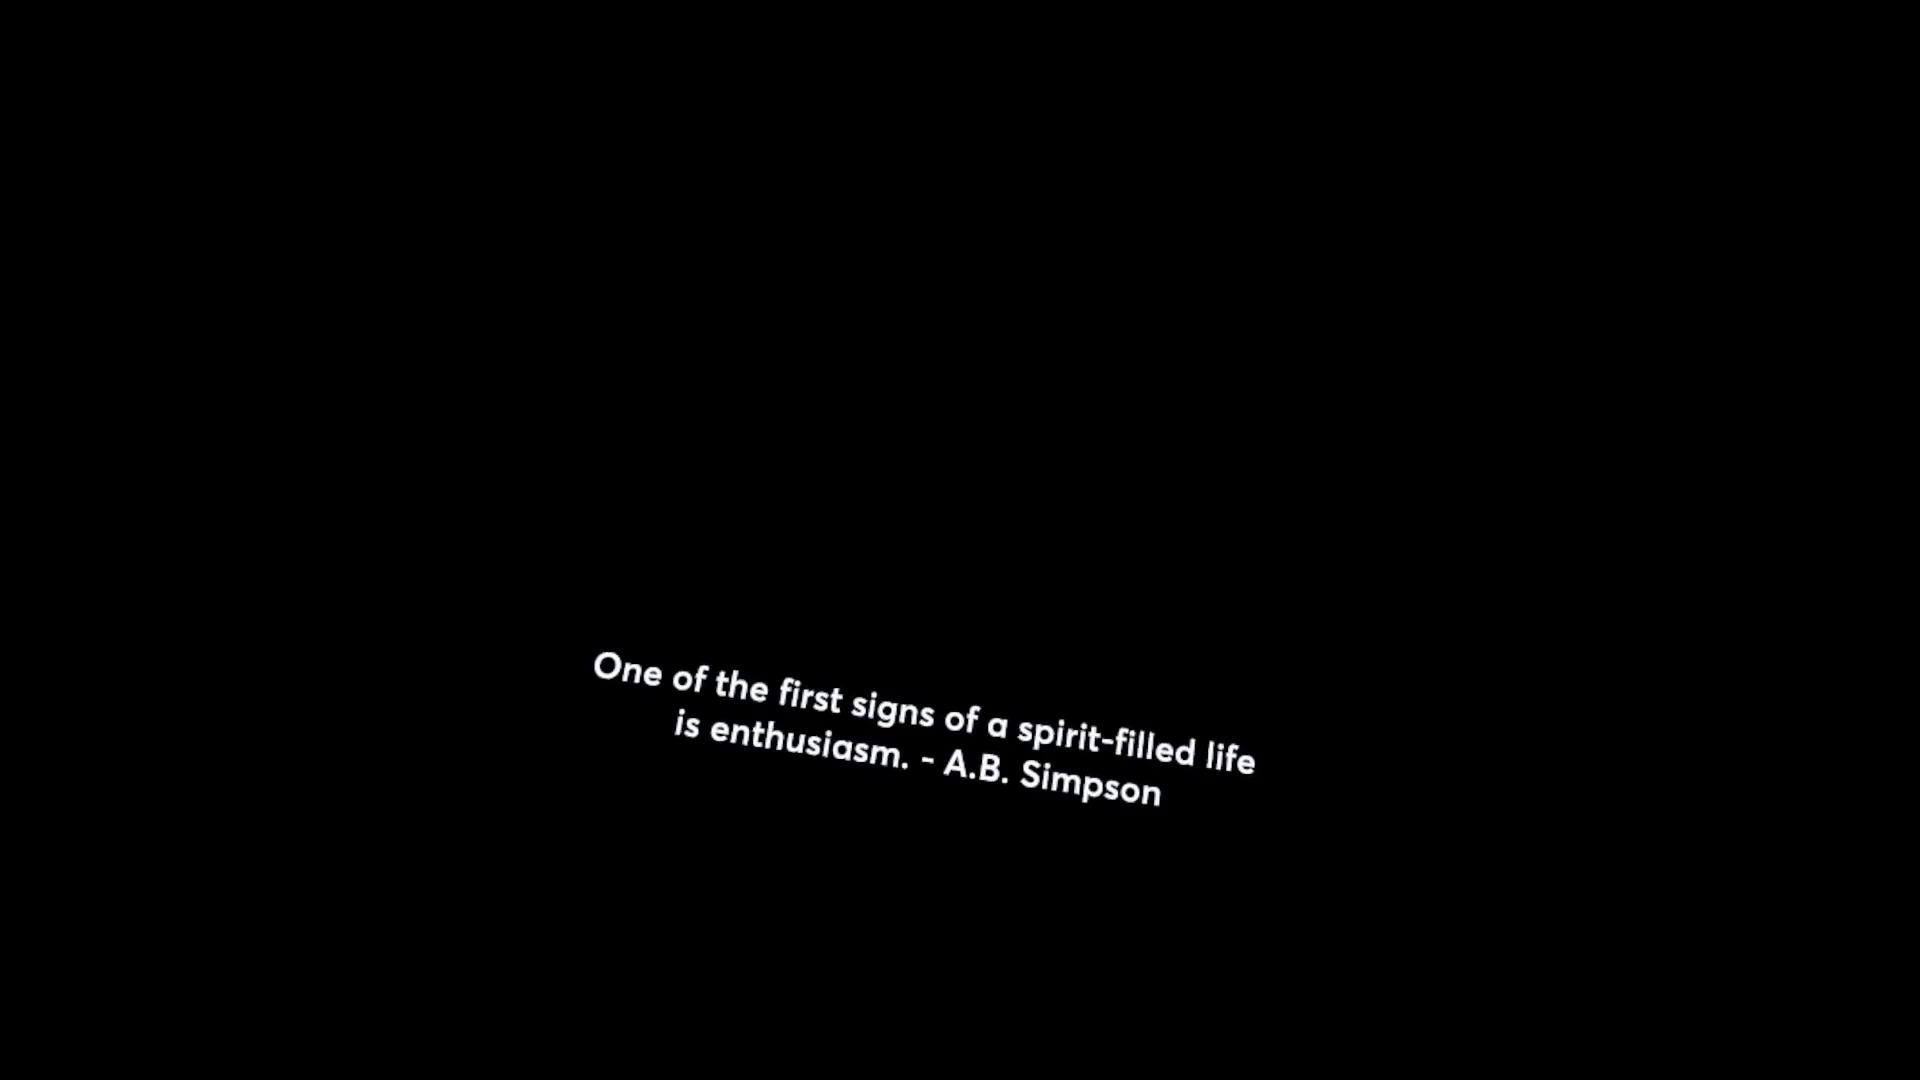 One of the first signs of a spirit-filled life
is enthusiasm. - A.B. Simpson